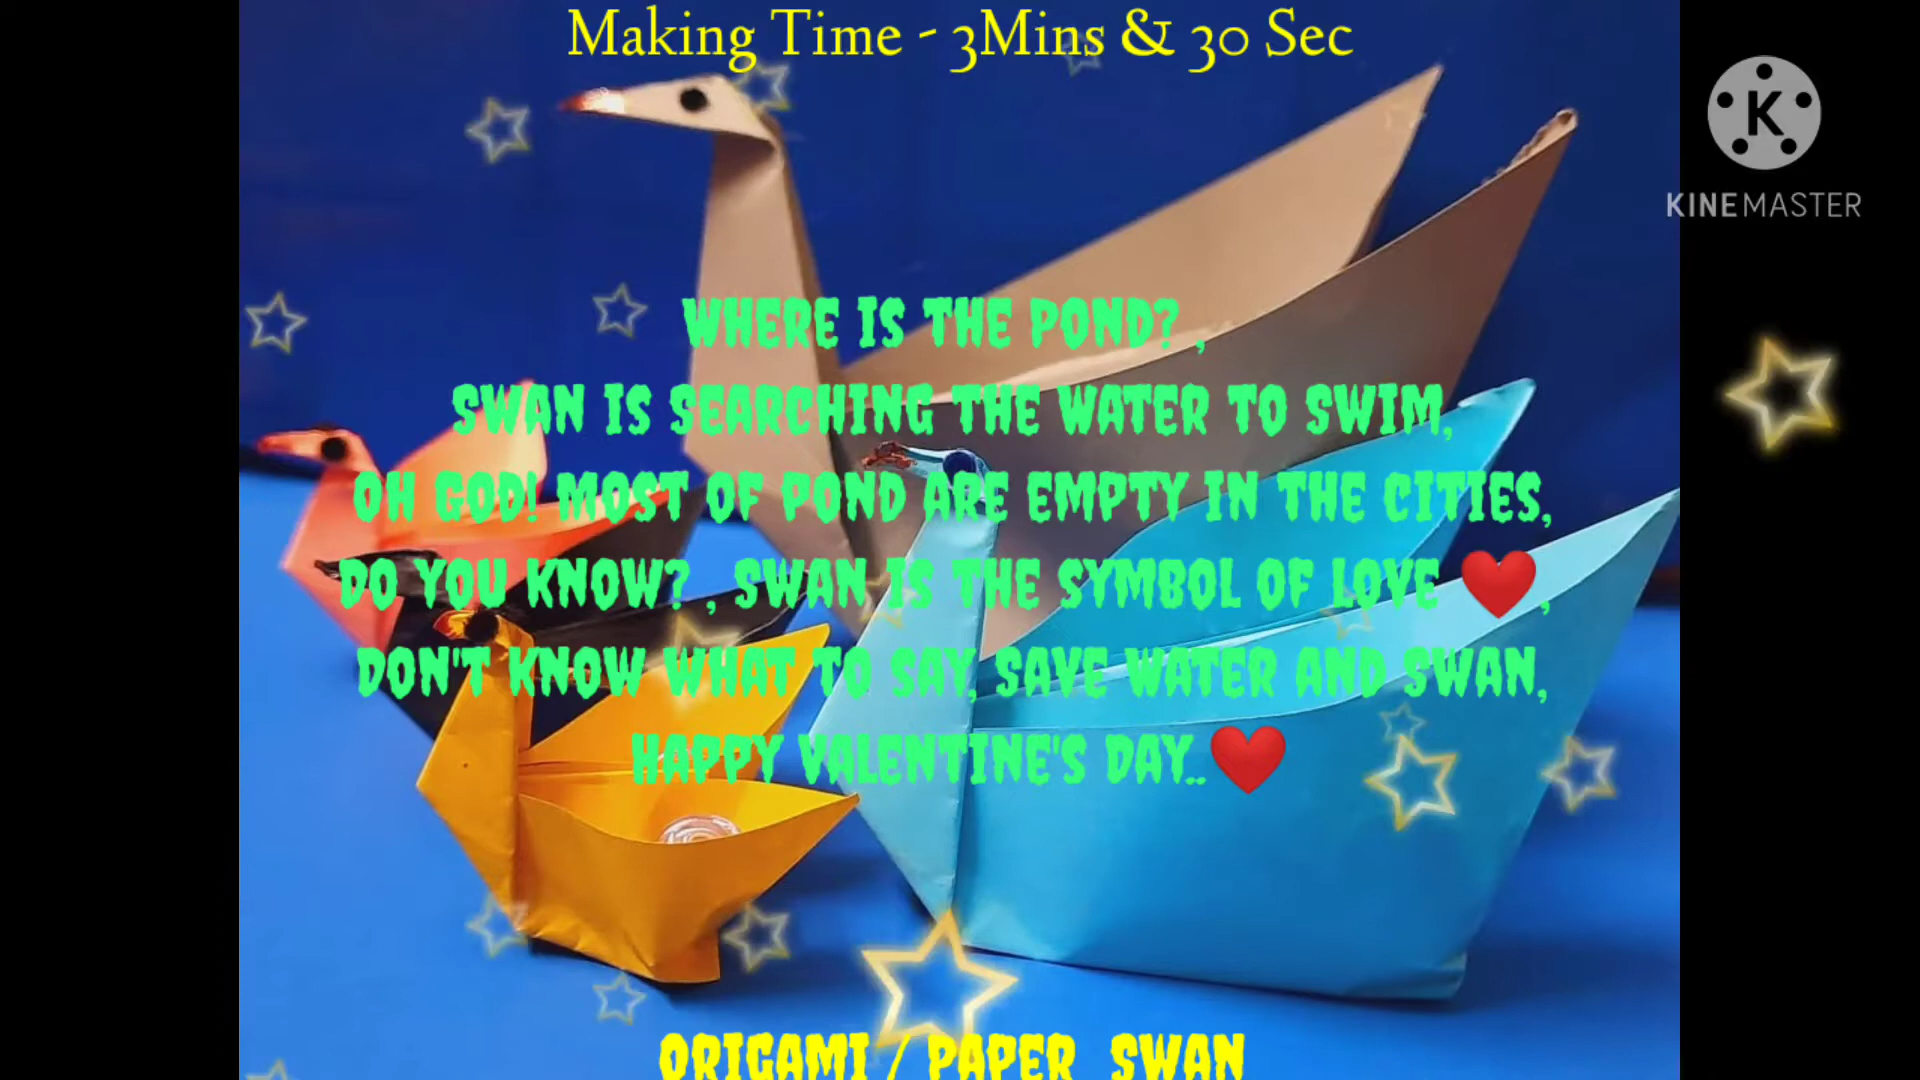 Making Time - 3Mins & 30 Sec
KINEMASTER
WHERE IS THE POND? ,
SWAN IS SEARCHING THE WATER TO SWIM,
OH GOD! MOST OF POND ARE EMPTY IN THE CITIES,
DO YOU KNOW? , SWAN IS THE SYMBOL OF LOVE ❤️,
DON'T KNOW WHAT TO SAY, SAVE WATER AND SWAN,
HAPPY VALENTINE'S DAY..❤️
ORIGAMI / PAPER SWAN